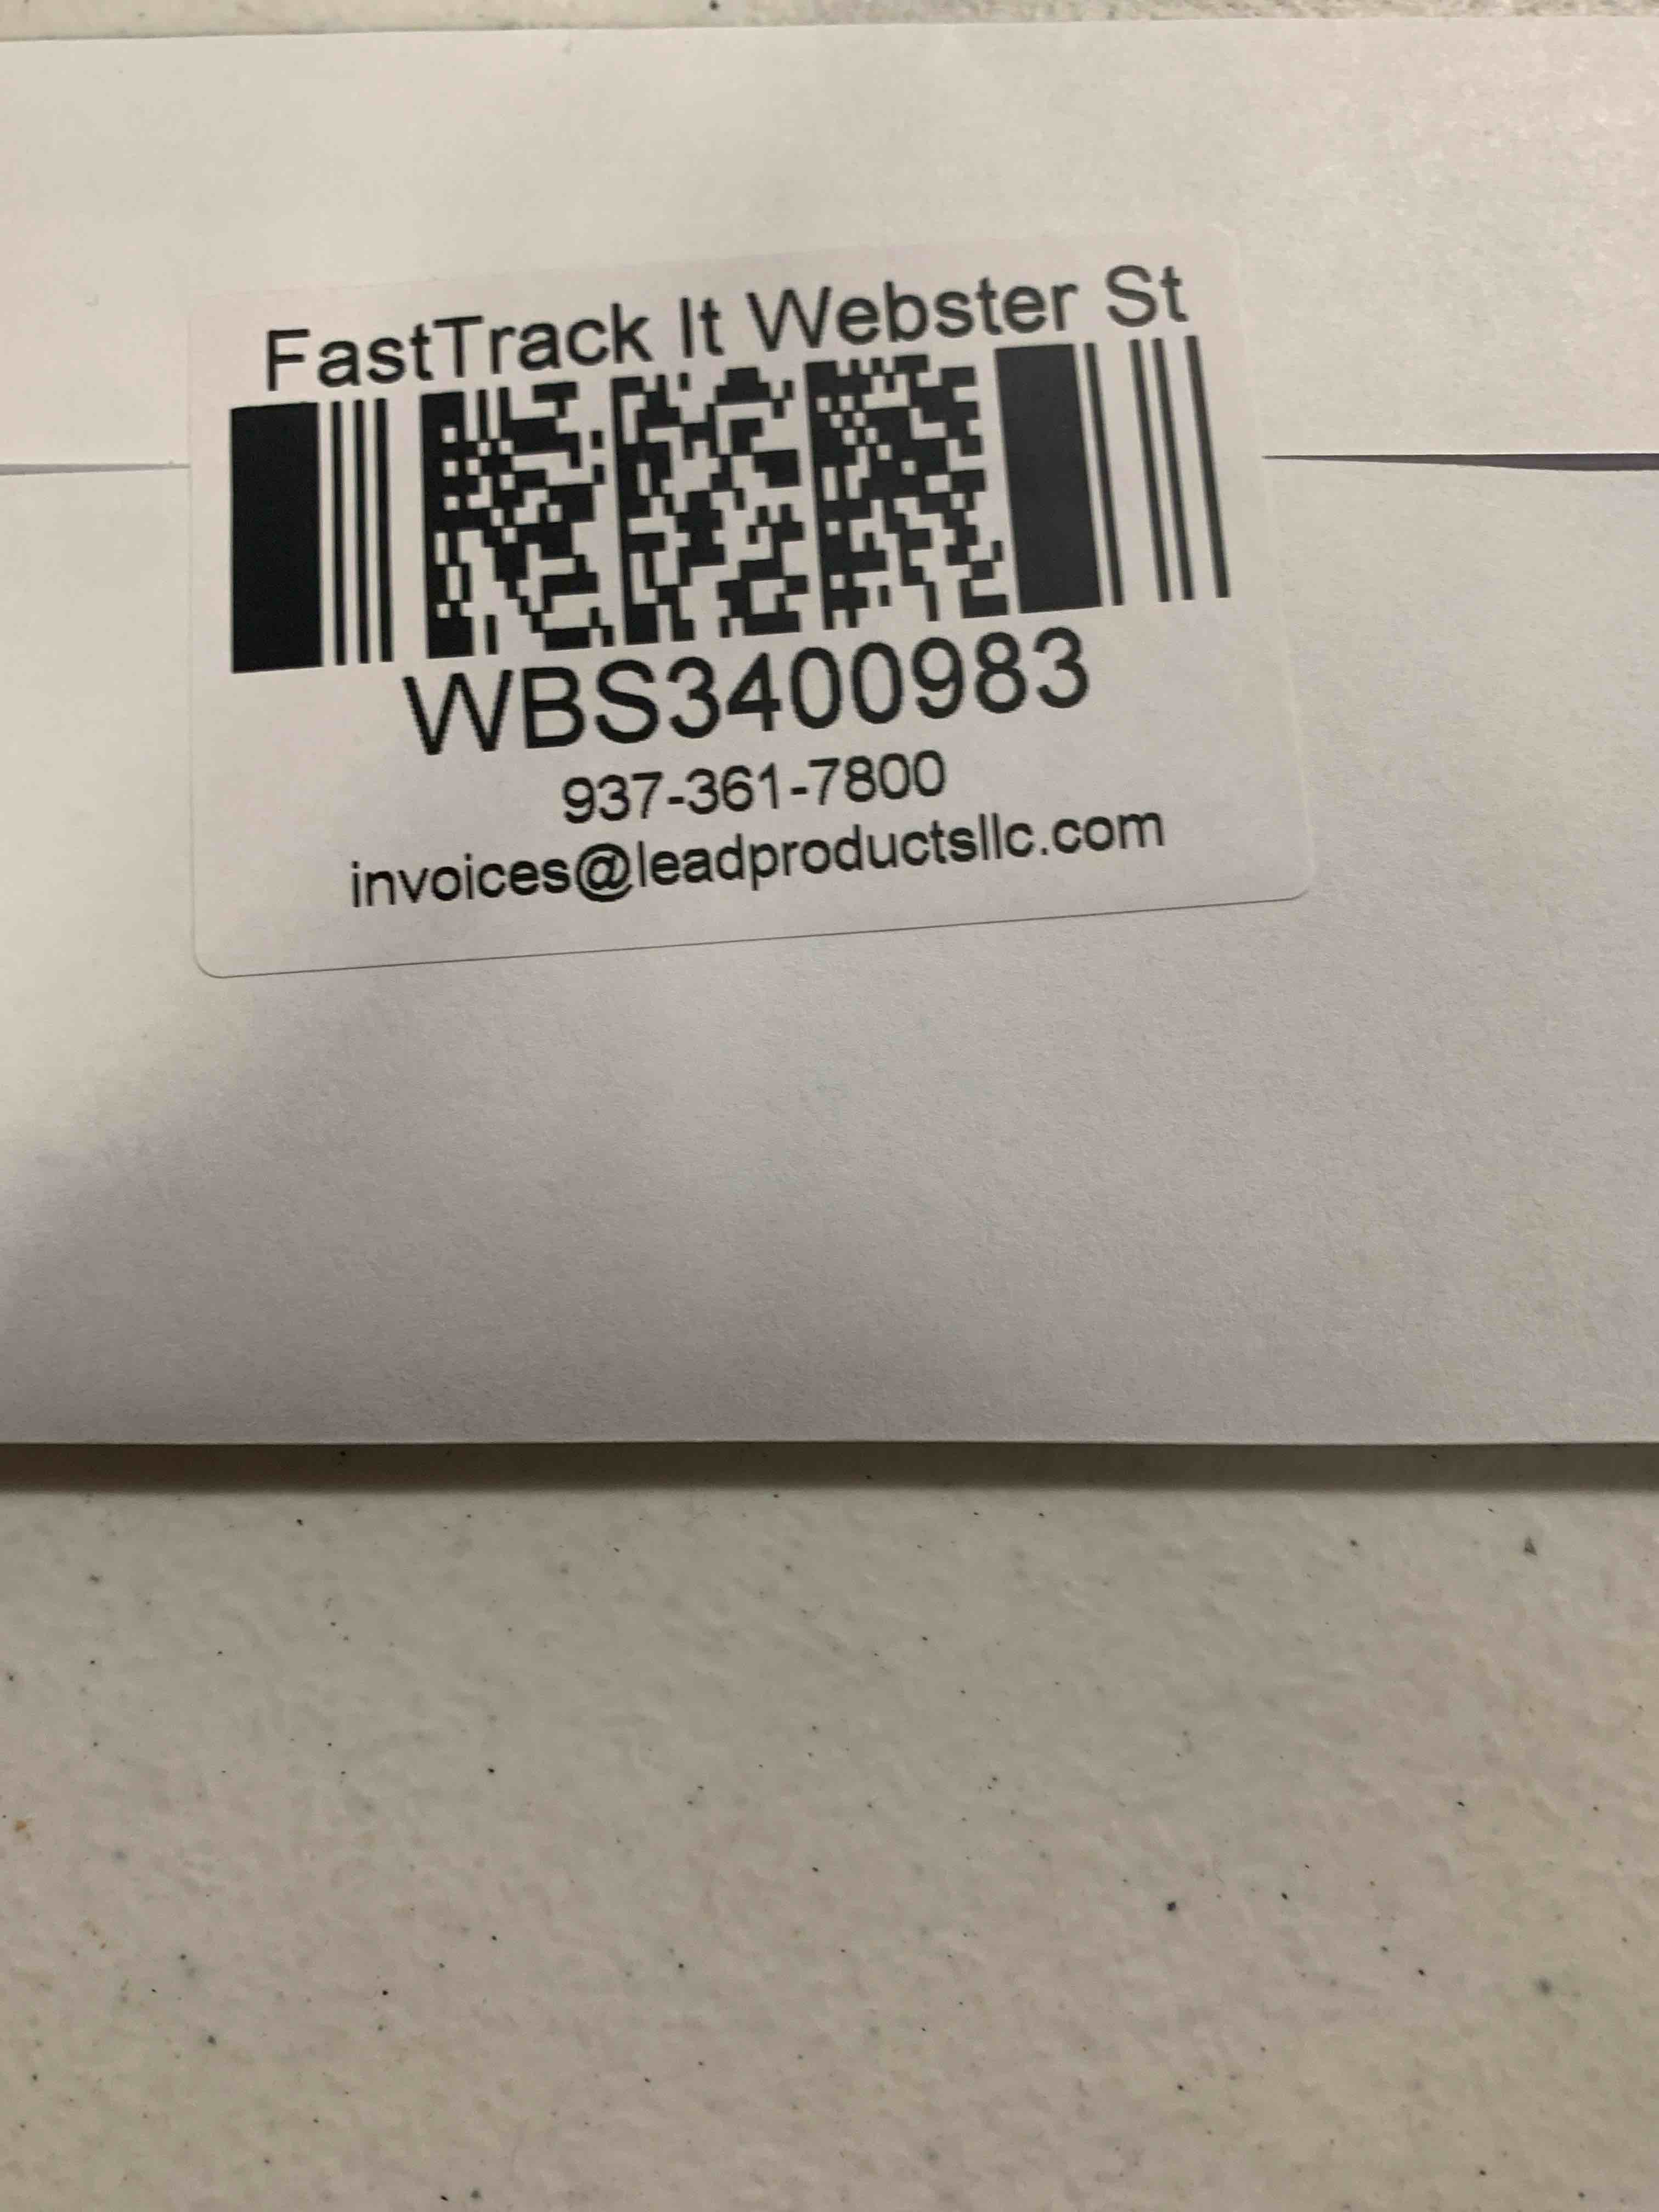 FastTrack It Webster St
WBS3400983
937-361-7800
invoices@leadproductsllc.com